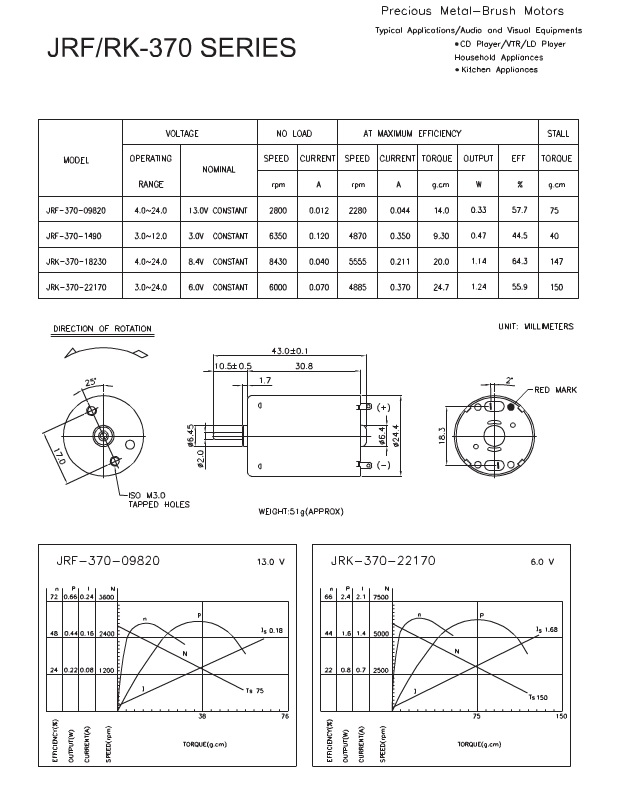 Precious Metal-Brush Motors
JRF/RK-370 SERIES
Typical Applications/Audio and Visual Equipments
•CD Player/VTR/LD Player
Household Appliances
•Kitchen Appliances
MODEL VOLTAGE NO LOAD AT MAXIMUM EFFICIENCY STALL
OPERATING RANGE NOMINAL SPEED CURRENT SPEED CURRENT TORQUE OUTPUT EFF TORQUE
rpm A rpm A g.cm W % g.cm
JRF-370-09820 4.0~24.0 13.0V CONSTANT 2800 0.012 2280 0.044 14.0 0.33 57.7 75
JRF-370-1490 3.0~12.0 3.0V CONSTANT 6350 0.120 4870 0.350 9.30 0.47 44.5 40
JRK-370-18230 4.0~24.0 8.4V CONSTANT 8430 0.040 5555 0.211 20.0 1.14 64.3 147
JRK-370-22170 3.0~24.0 6.0V CONSTANT 6000 0.070 4885 0.370 24.7 1.24 55.9 150
DIRECTION OF ROTATION
UNIT: MILLIMETERS
43.0±0.1
10.5±0.5 30.8
1.7
25°
17.0
ISO M3.0
TAPPED HOLES
ø6.45
ø2.0
(+)
(-)
ø6.4
ø24.4
WEIGHT:51g(APPROX)
2°
RED MARK
18.3
JRF-370-09820 13.0 V
n P I N
72 0.66 0.24 3600
48 0.44 0.16 2400
24 0.22 0.08 1200
n
P
Is 0.18
N
I
Ts 75
38 76
EFFICIENCY(%)
OUTPUT(W)
CURRENT(A)
SPEED(rpm)
TORQUE(g.cm)
JRK-370-22170 6.0 V
n P I N
66 2.4 2.1 7500
44 1.6 1.4 5000
22 0.8 0.7 2500
n
P
Is 1.68
N
I
Ts 150
75 150
EFFICIENCY(%)
OUTPUT(W)
CURRENT(A)
SPEED(rpm)
TORQUE(g.cm)